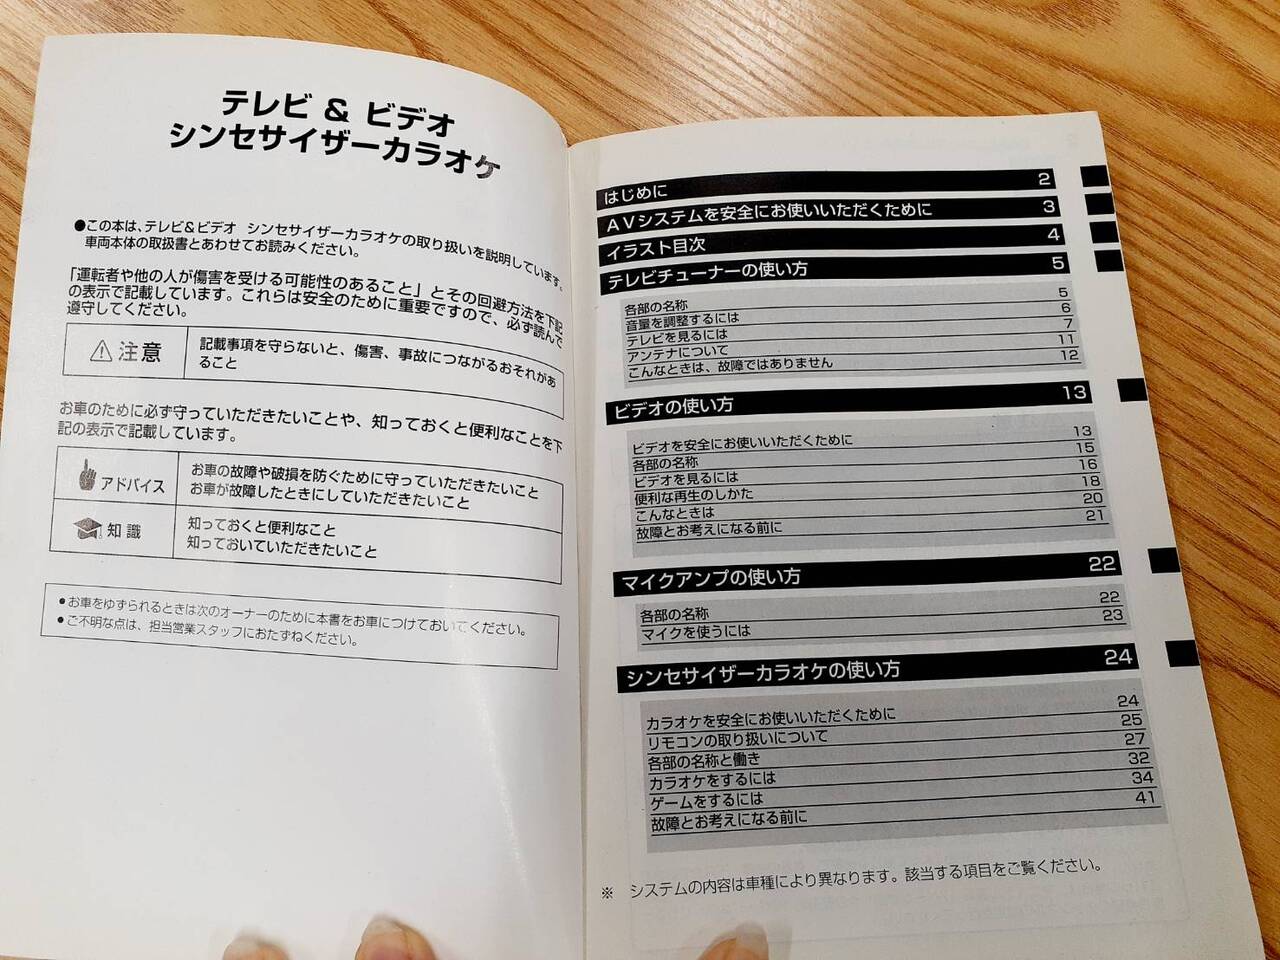 テレビ & ビデオ
シンセサイザーカラオケ
●この本は、テレビ&ビデオ シンセサイザーカラオケの取り扱いを説明しています。
車両本体の取扱書とあわせてお読みください。
「運転者や他の人が傷害を受ける可能性のあること」とその回避方法を下記
の表示で記載しています。これらは安全のために重要ですので、必ず読んで
遵守してください。
⚠注意
記載事項を守らないと、傷害、事故につながるおそれがあ
ること
お車のために必ず守っていただきたいことや、知っておくと便利なことを下
記の表示で記載しています。
アドバイス
お車の故障や破損を防ぐために守っていただきたいこと
お車が故障したときにしていただきたいこと
知識
知っておくと便利なこと
知っておいていただきたいこと
●お車をゆずられるときは次のオーナーのために本書をお車につけておいてください。
●ご不明な点は、担当営業スタッフにおたずねください。
はじめに 2
AVシステムを安全にお使いいただくために 3
イラスト目次 4
テレビチューナーの使い方 5
各部の名称 5
音量を調整するには 6
テレビを見るには 7
アンテナについて 11
こんなときは、故障ではありません 12
ビデオの使い方 13
ビデオを安全にお使いいただくために 13
各部の名称 15
ビデオを見るには 16
便利な再生のしかた 18
こんなときは 20
故障とお考えになる前に 21
マイクアンプの使い方 22
各部の名称 22
マイクを使うには 23
シンセサイザーカラオケの使い方 24
カラオケを安全にお使いいただくために 24
リモコンの取り扱いについて 25
各部の名称と働き 27
カラオケをするには 32
ゲームをするには 34
故障とお考えになる前に 41
※ システムの内容は車種により異なります。該当する項目をご覧ください。